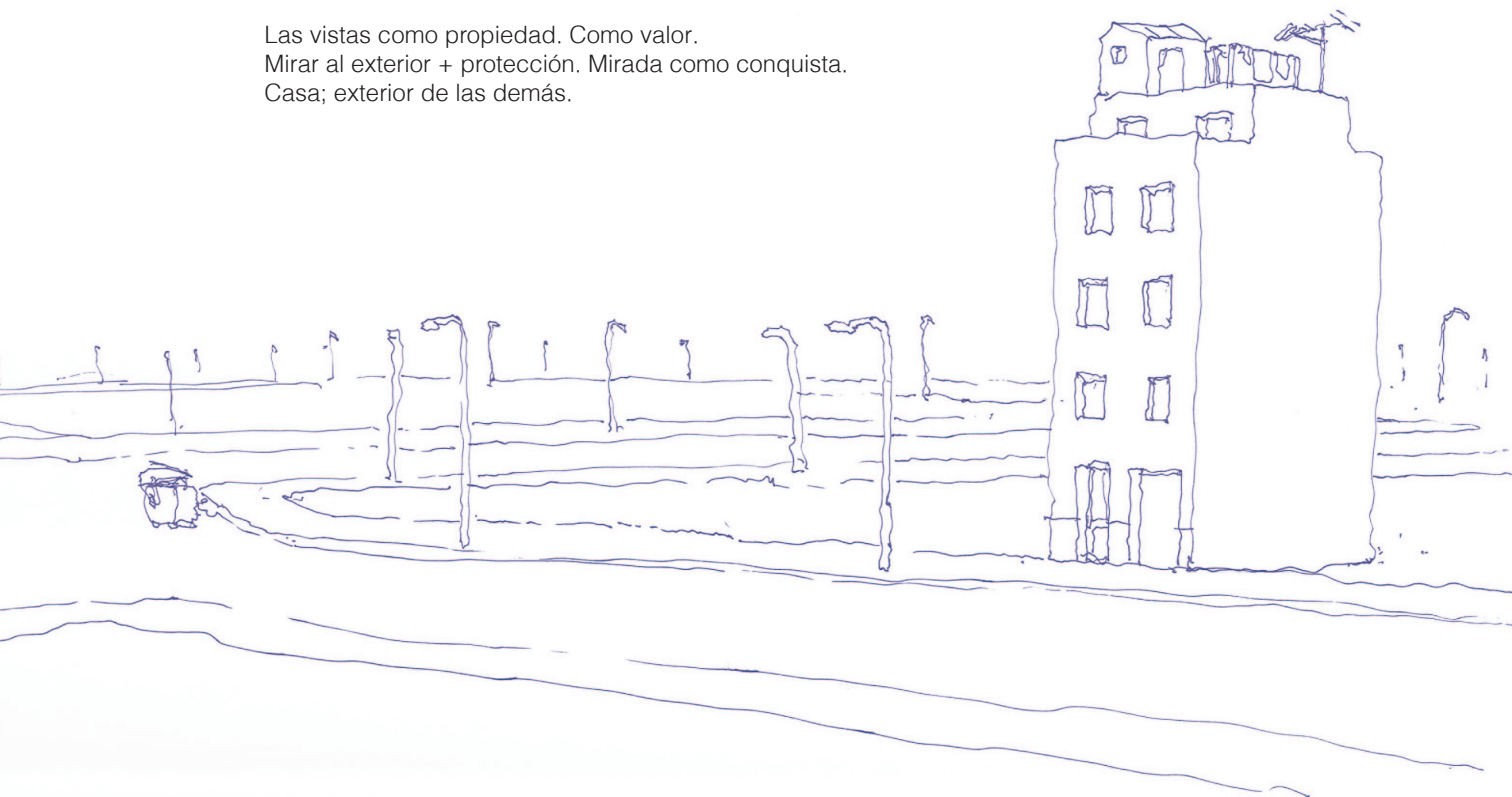 Las vistas como propiedad. Como valor.
Mirar al exterior + protección. Mirada como conquista.
Casa; exterior de las demás.